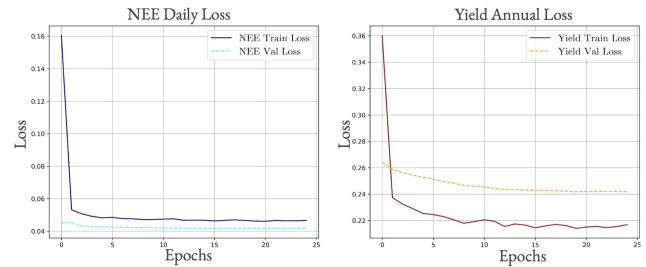 NEE Daily Loss
NEE Train Loss
NEE Val Loss
0.16
0.14
0.12
0.10
0.08
0.06
0.04
Loss
0
5
10
15
20
25
Epochs
Yield Annual Loss
Yield Train Loss
Yield Val Loss
0.36
0.34
0.32
0.30
0.28
0.26
0.24
0.22
Loss
0
5
10
15
20
25
Epochs